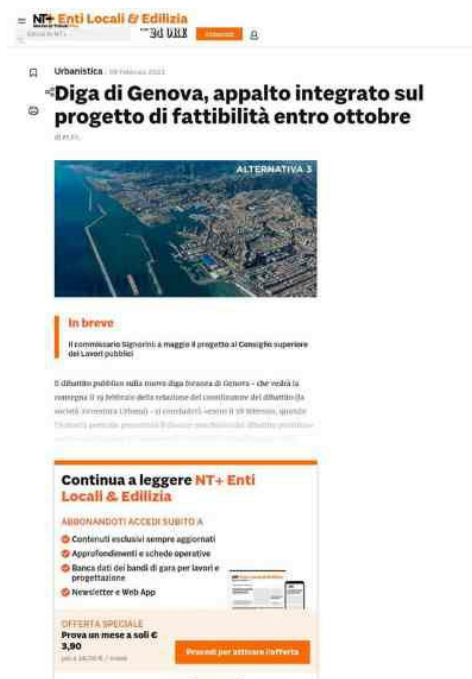 NT+ Enti Locali & Edilizia
24 ORE
Abbonati
Urbanistica
Diga di Genova, appalto integrato sul
progetto di fattibilità entro ottobre
ALTERNATIVA 3
In breve
Il commissario Signorini: a maggio il progetto al Consiglio superiore
dei Lavori pubblici
Il dibattito pubblico sulla nuova diga foranea di Genova - che vedrà la
consegna il 19 febbraio della relazione del coordinatore del dibattito (la
società Avventura Urbana) - si concluderà «entro il 28 febbraio, quando
Continua a leggere NT+ Enti
Locali & Edilizia
ABBONANDOTI ACCEDI SUBITO A
Contenuti esclusivi sempre aggiornati
Approfondimenti e schede operative
Banca dati dei bandi di gara per lavori e
progettazione
Newsletter e Web App
OFFERTA SPECIALE
Prova un mese a soli €
3,90
Procedi per attivare l'offerta